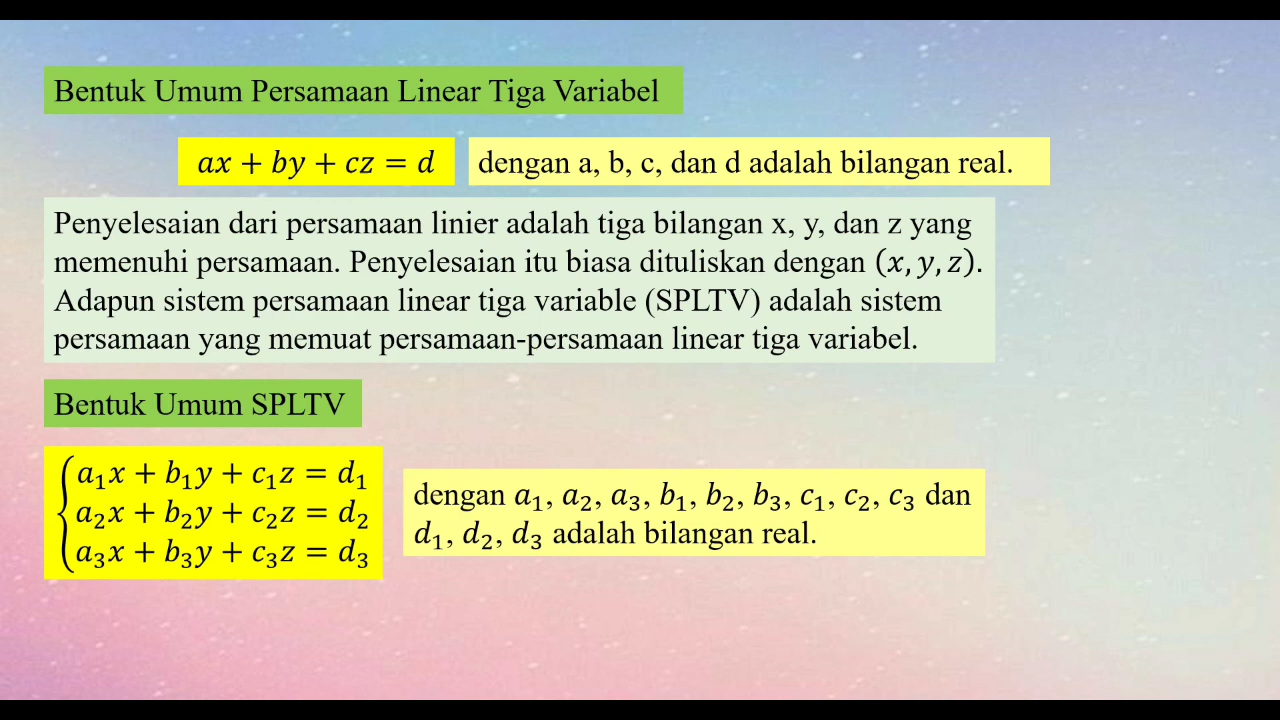 Bentuk Umum Persamaan Linear Tiga Variabel
ax + by + cz = d dengan a, b, c, dan d adalah bilangan real.
Penyelesaian dari persamaan linier adalah tiga bilangan x, y, dan z yang
memenuhi persamaan. Penyelesaian itu biasa dituliskan dengan (x, y, z).
Adapun sistem persamaan linear tiga variable (SPLTV) adalah sistem
persamaan yang memuat persamaan-persamaan linear tiga variabel.
Bentuk Umum SPLTV
a₁x + b₁y + c₁z = d₁
a₂x + b₂y + c₂z = d₂
a₃x + b₃y + c₃z = d₃
dengan a₁, a₂, a₃, b₁, b₂, b₃, c₁, c₂, c₃ dan
d₁, d₂, d₃ adalah bilangan real.